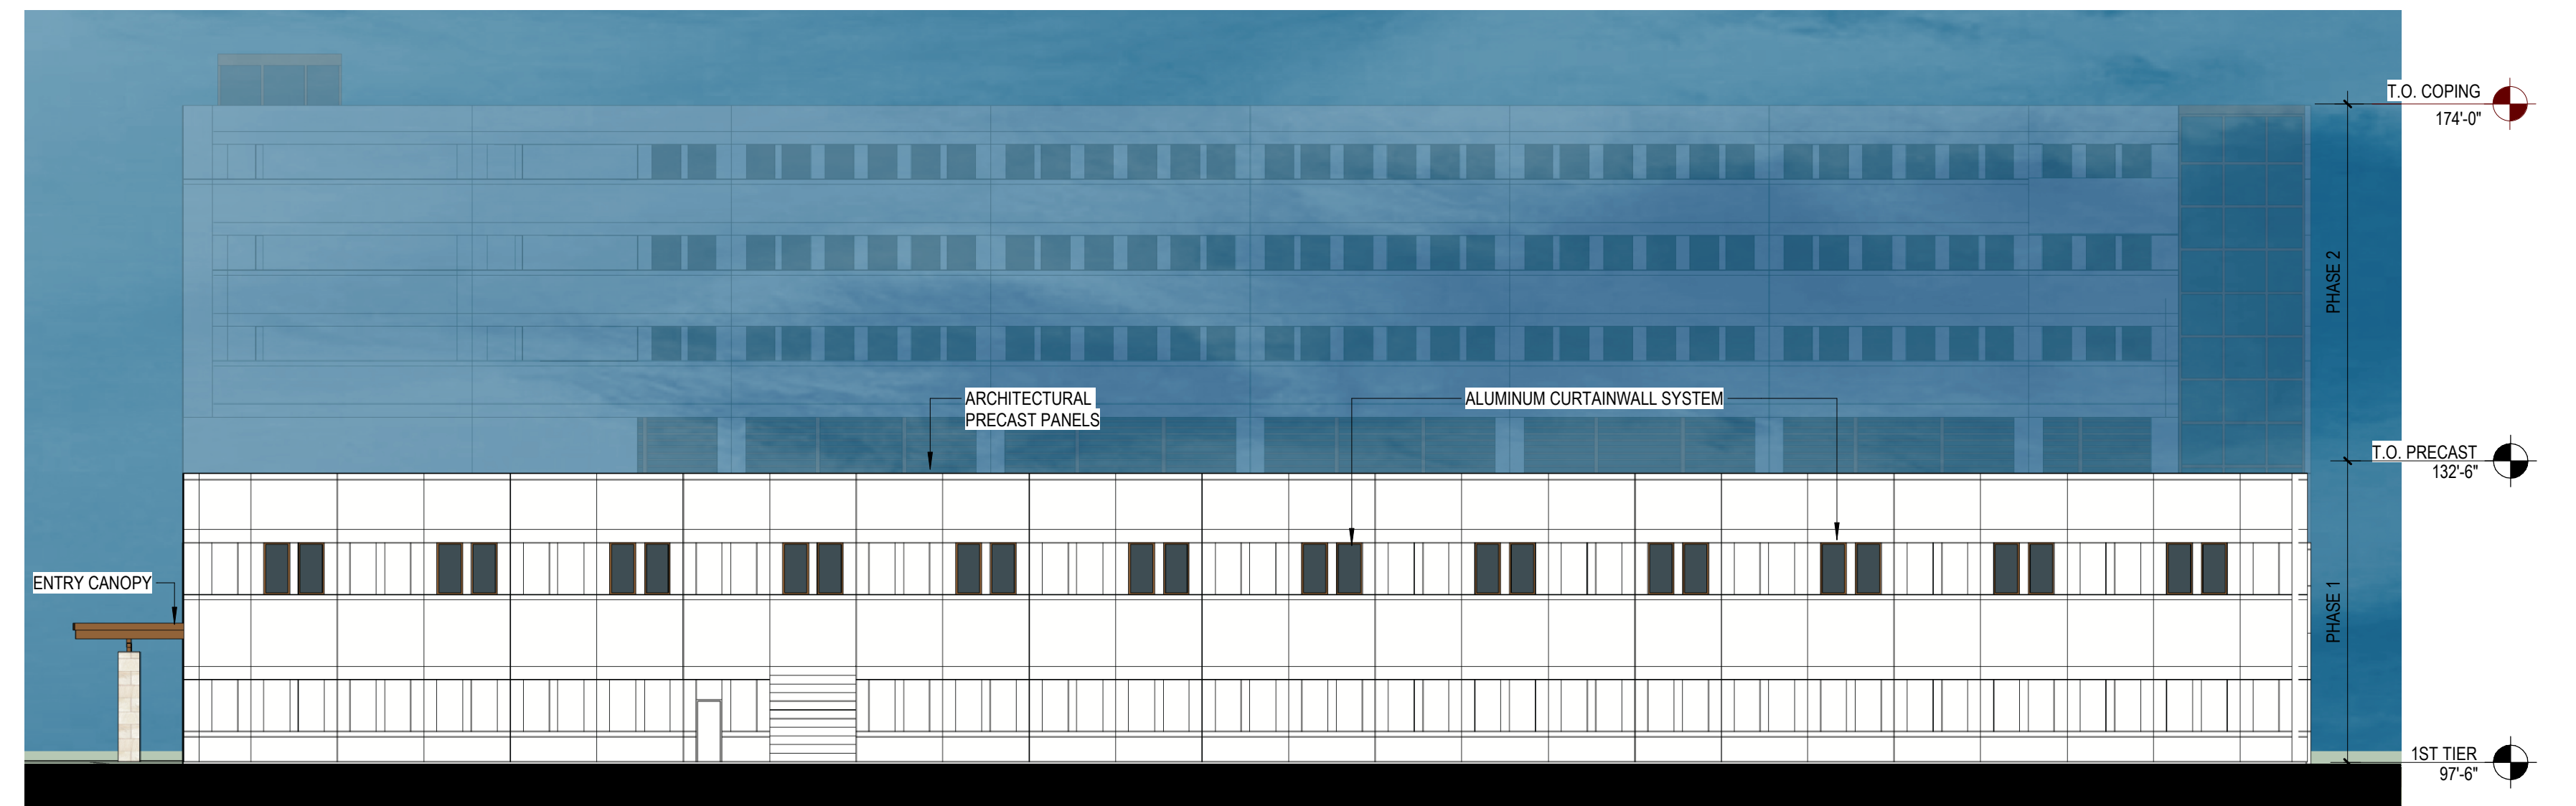 T.O. COPING
174'-0"
PHASE 2
ARCHITECTURAL
PRECAST PANELS
ALUMINUM CURTAINWALL SYSTEM
T.O. PRECAST
132'-6"
ENTRY CANOPY
PHASE 1
1ST TIER
97'-6"